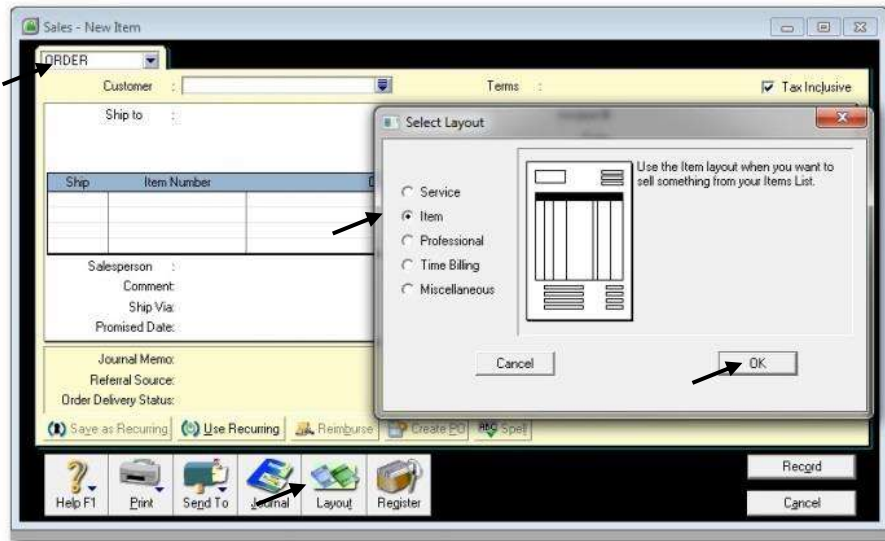 Sales - New Item
ORDER
Customer :
Terms :
Tax Inclusive
Ship to :
Select Layout
Use the Item layout when you want to
sell something from your Items List.
Service
Item
Professional
Time Billing
Miscellaneous
Cancel
OK
Ship Item Number
Salesperson :
Comment:
Ship Via:
Promised Date:
Journal Memo:
Referral Source:
Order Delivery Status:
Save as Recurring Use Recurring Reimburse Create PO ABC Spell
Help F1 Print Send To Journal Layout Register
Record
Cancel